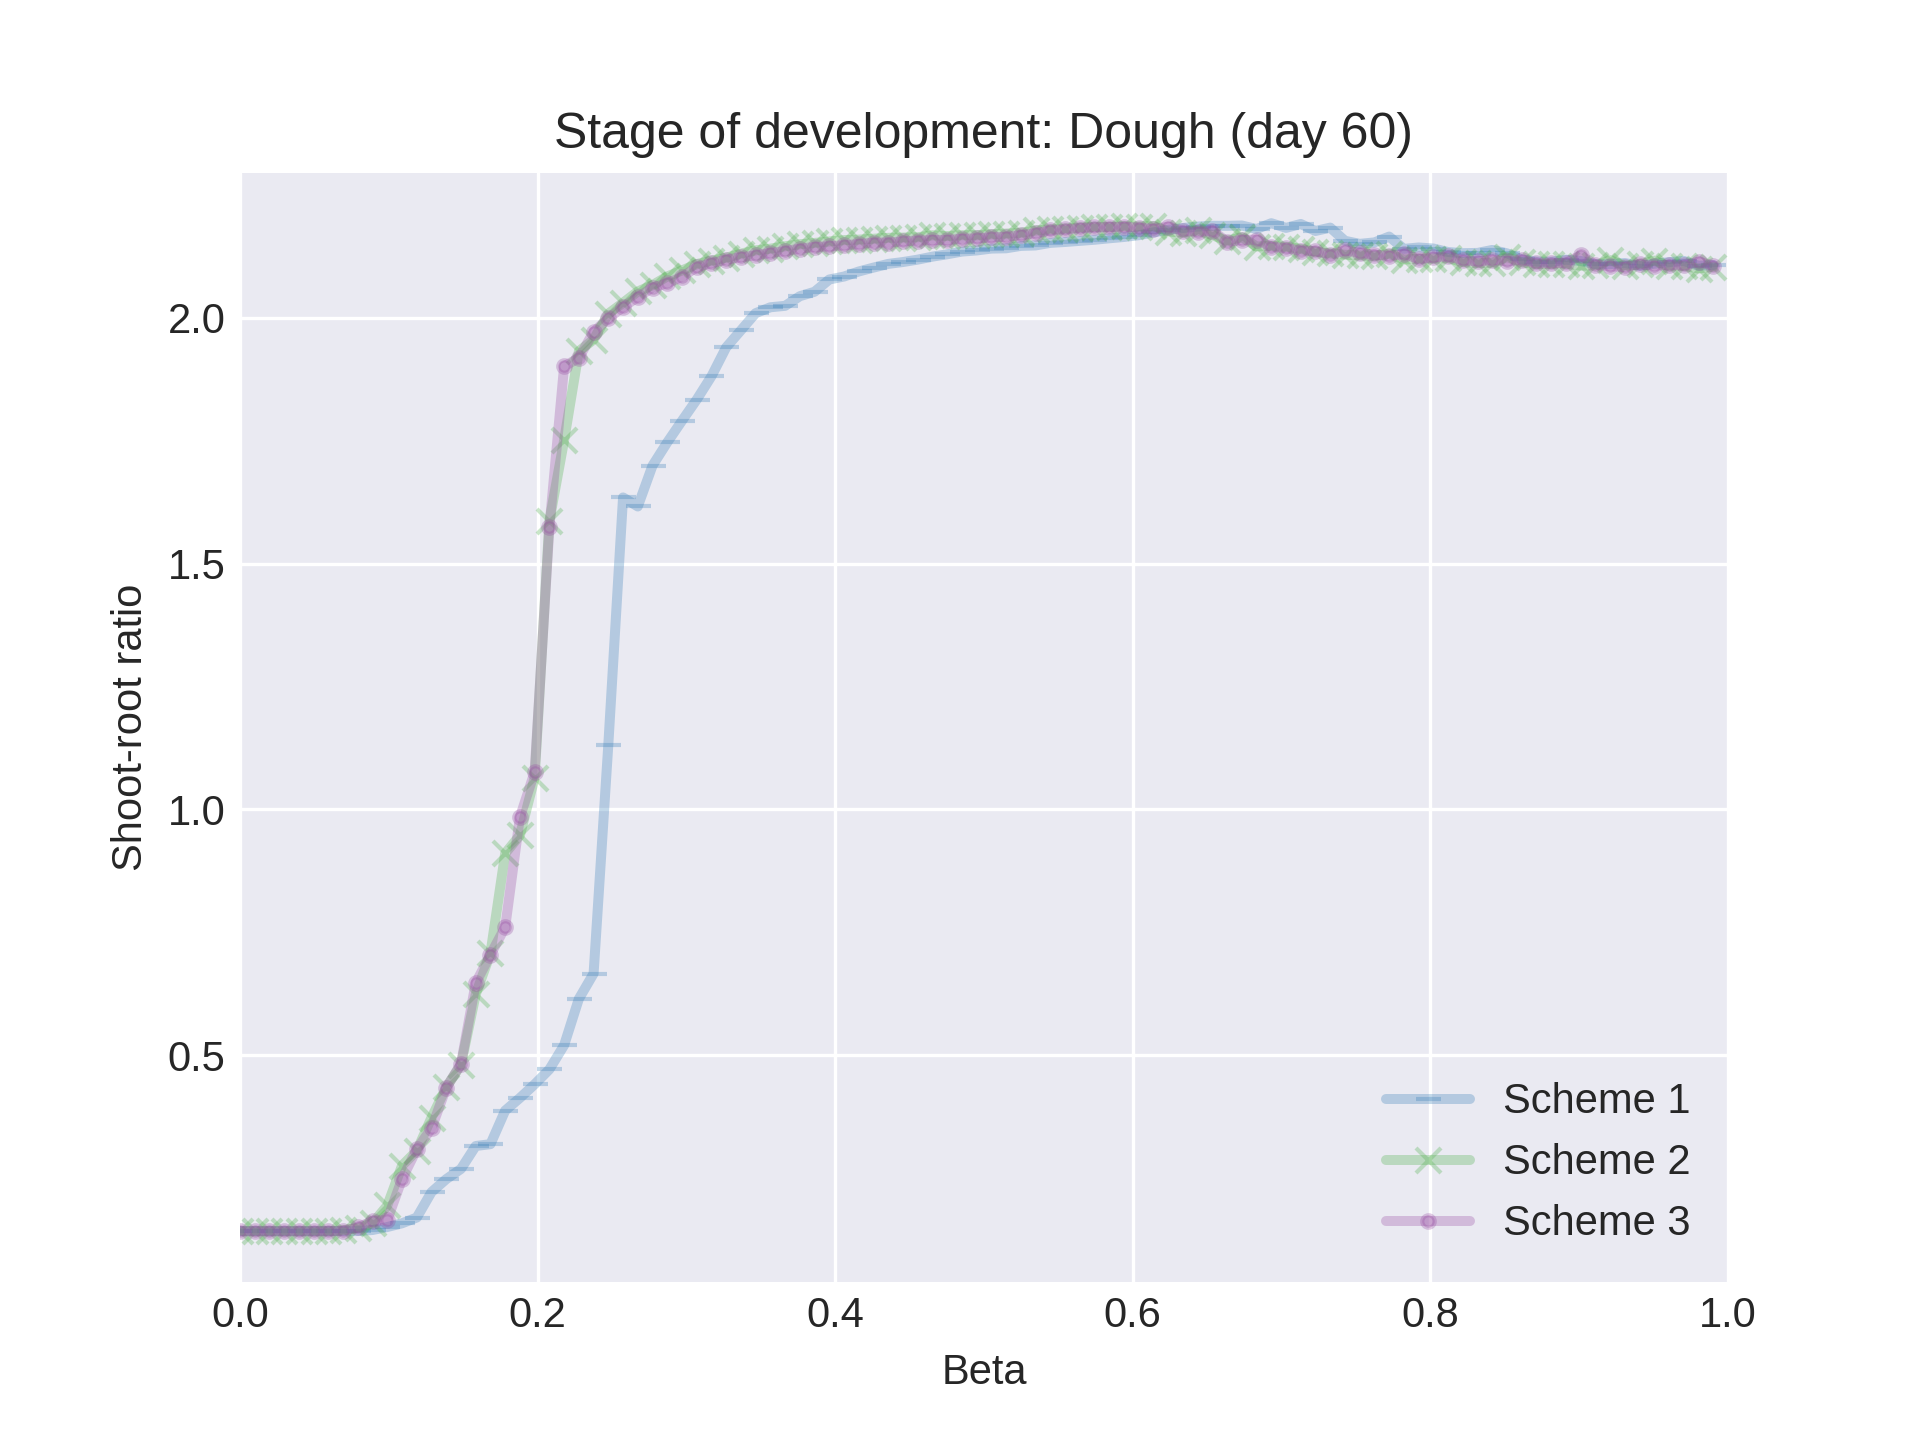 Stage of development: Dough (day 60)
Shoot-root ratio
2.0
1.5
1.0
0.5
Scheme 1
Scheme 2
Scheme 3
0.0 0.2 0.4 0.6 0.8 1.0
Beta